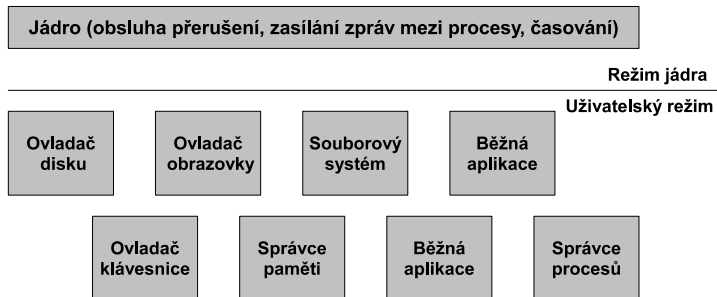 Jádro (obsluha přerušení, zasílání zpráv mezi procesy, časování)
Režim jádra
Uživatelský režim
Ovladač
disku
Ovladač
obrazovky
Souborový
systém
Běžná
aplikace
Ovladač
klávesnice
Správce
paměti
Běžná
aplikace
Správce
procesů